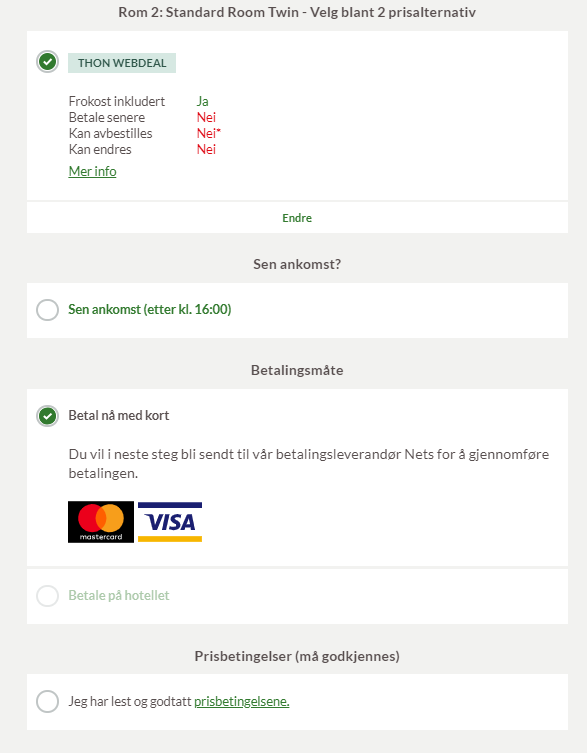 Rom 2: Standard Room Twin - Velg blant 2 prisalternativ
THON WEBDEAL
Frokost inkludert Ja
Betale senere Nei
Kan avbestilles Nei*
Kan endres Nei
Mer info
Endre
Sen ankomst?
Sen ankomst (etter kl. 16:00)
Betalingsmåte
Betal nå med kort
Du vil i neste steg bli sendt til vår betalingsleverandør Nets for å gjennomføre
betalingen.
mastercard VISA
Betale på hotellet
Prisbetingelser (må godkjennes)
Jeg har lest og godtatt prisbetingelsene.